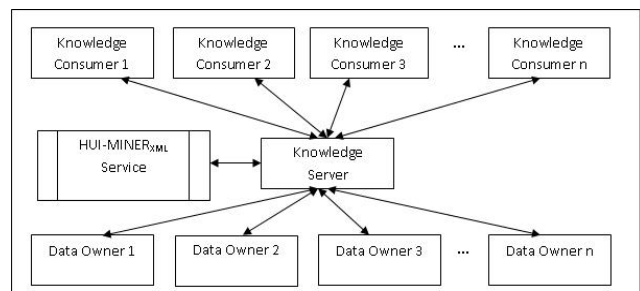 Knowledge
Consumer 1
Knowledge
Consumer 2
Knowledge
Consumer 3
...
Knowledge
Consumer n
HUI-MINERXML
Service
Knowledge
Server
Data Owner 1
Data Owner 2
Data Owner 3
...
Data Owner n